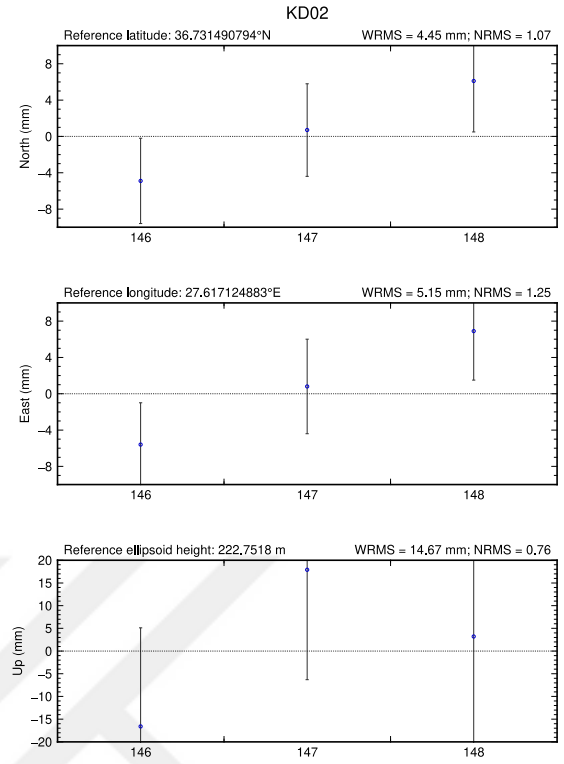 KD02
Reference latitude: 36.731490794°N WRMS = 4.45 mm; NRMS = 1.07
8
4
0
−4
−8
North (mm)
146 147 148
Reference longitude: 27.617124883°E WRMS = 5.15 mm; NRMS = 1.25
8
4
0
−4
−8
East (mm)
146 147 148
Reference ellipsoid height: 222.7518 m WRMS = 14.67 mm; NRMS = 0.76
20
15
10
5
0
−5
−10
−15
−20
Up (mm)
146 147 148